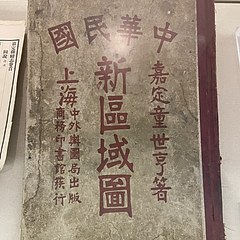 中華民國
嘉定童世亨著
新區域圖
上海
中外輿圖局出版
商務印書館發行